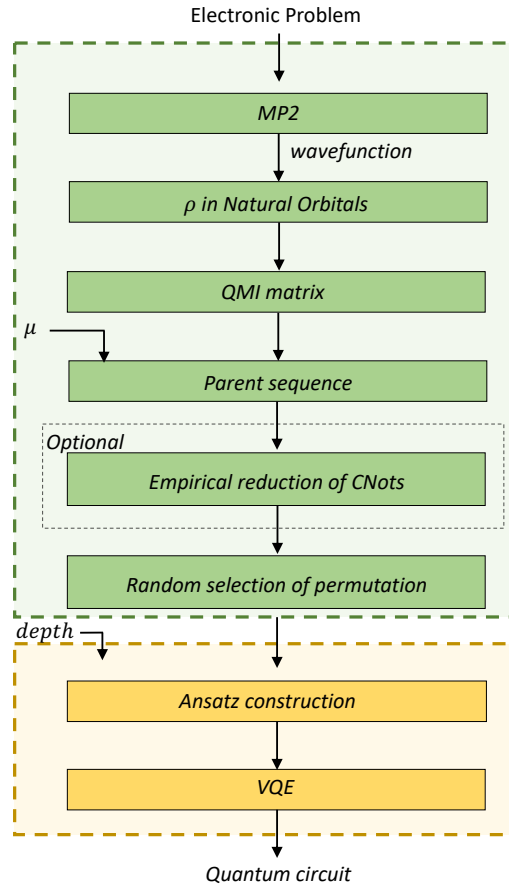 Electronic Problem
MP2
wavefunction
ρ in Natural Orbitals
QMI matrix
μ
Parent sequence
Optional
Empirical reduction of CNots
Random selection of permutation
depth
Ansatz construction
VQE
Quantum circuit